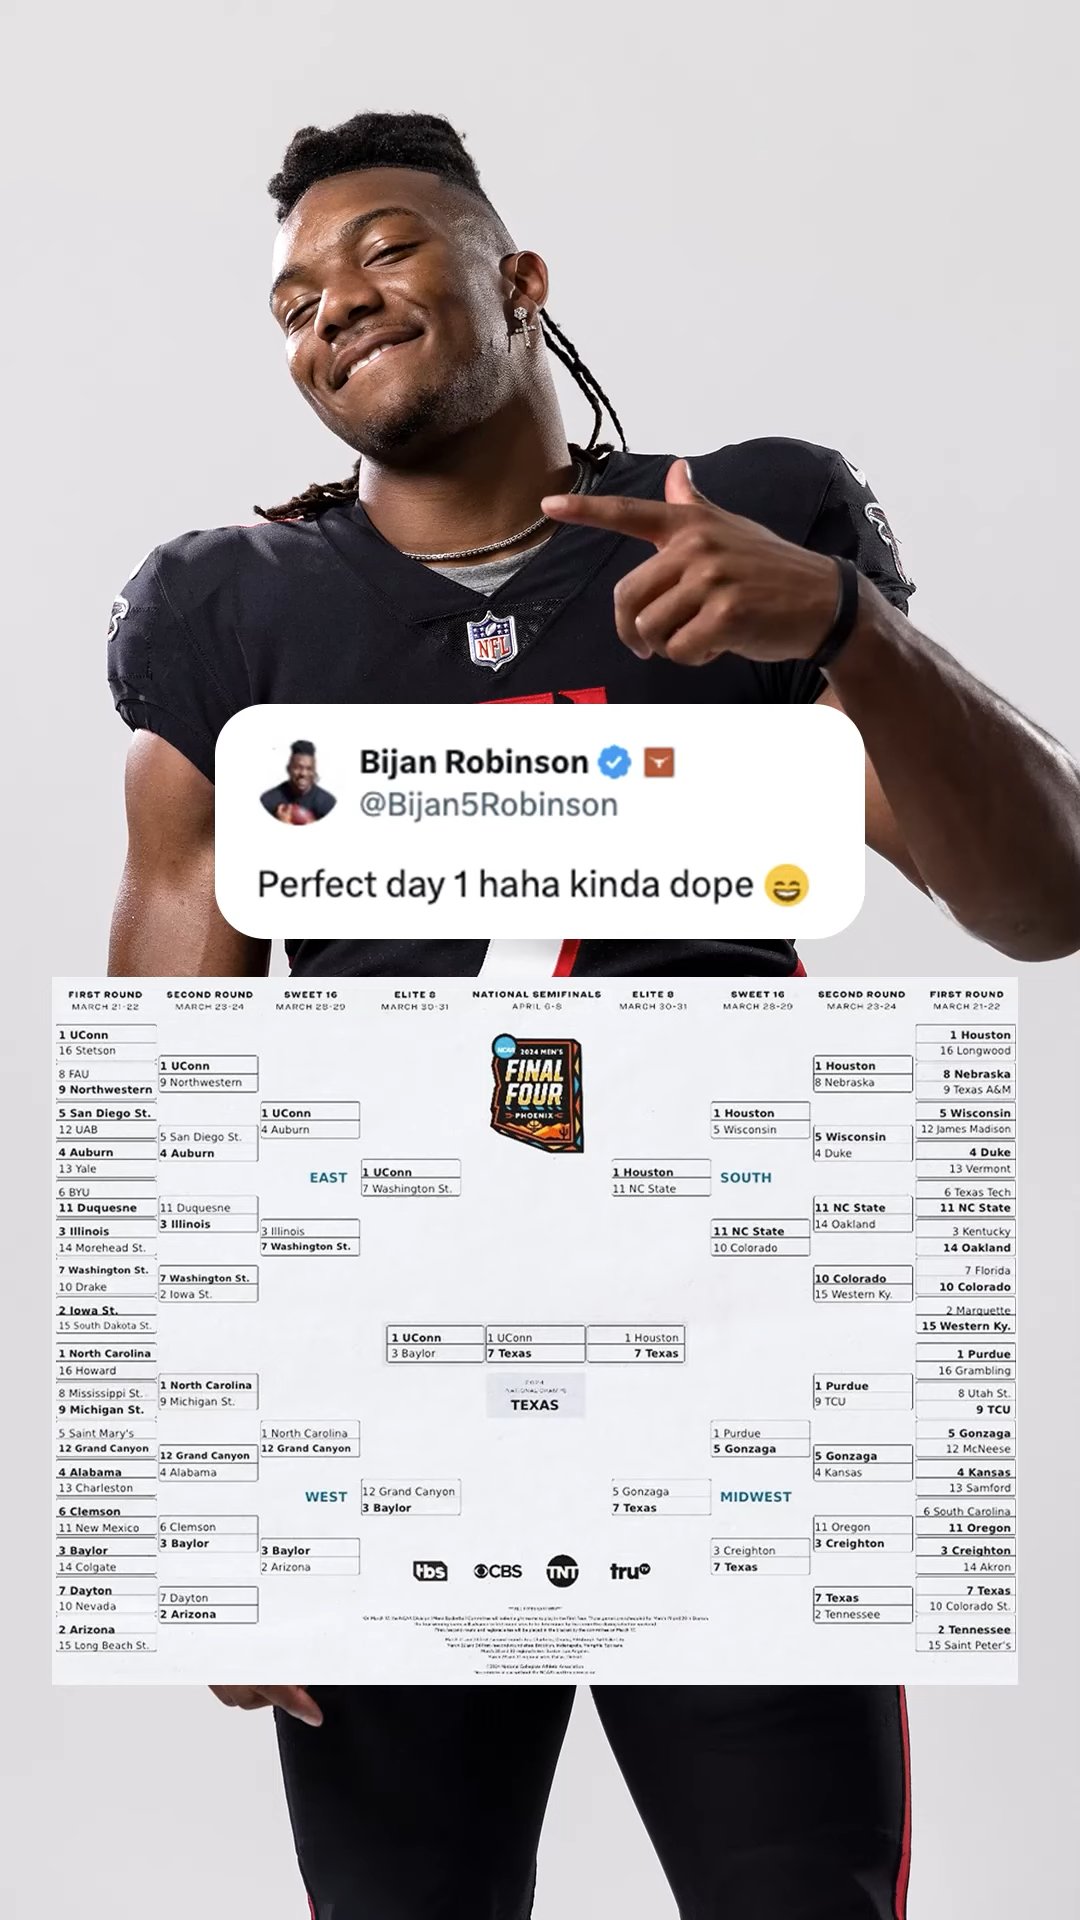 NFL
Bijan Robinson
@Bijan5Robinson
Perfect day 1 haha kinda dope 😄
FIRST ROUND SECOND ROUND SWEET 16 ELITE 8 NATIONAL SEMIFINALS ELITE 8 SWEET 16 SECOND ROUND FIRST ROUND
MARCH 21-22 MARCH 23-24 MARCH 28-29 MARCH 30-31 APRIL 6-8 MARCH 30-31 MARCH 28-29 MARCH 23-24 MARCH 21-22
1 UConn
16 Stetson
8 FAU
9 Northwestern
5 San Diego St.
12 UAB
4 Auburn
13 Yale
6 BYU
11 Duquesne
3 Illinois
14 Morehead St.
7 Washington St.
10 Drake
2 Iowa St.
15 South Dakota St.
1 UConn
9 Northwestern
5 San Diego St.
4 Auburn
11 Duquesne
3 Illinois
7 Washington St.
2 Iowa St.
1 UConn
4 Auburn
3 Illinois
7 Washington St.
EAST
1 UConn
7 Washington St.
1 North Carolina
16 Howard
8 Mississippi St.
9 Michigan St.
5 Saint Mary's
12 Grand Canyon
4 Alabama
13 Charleston
6 Clemson
11 New Mexico
3 Baylor
14 Colgate
7 Dayton
10 Nevada
2 Arizona
15 Long Beach St.
1 North Carolina
9 Michigan St.
12 Grand Canyon
4 Alabama
6 Clemson
3 Baylor
7 Dayton
2 Arizona
1 North Carolina
12 Grand Canyon
3 Baylor
2 Arizona
WEST
12 Grand Canyon
3 Baylor
NCAA
2024 MEN'S
FINAL
FOUR
PHOENIX
1 UConn
3 Baylor
1 UConn
7 Texas
1 Houston
7 Texas
2024
NATIONAL CHAMPS
TEXAS
tbs CBS TNT truTV
1 Houston
11 NC State
SOUTH
1 Houston
5 Wisconsin
11 NC State
10 Colorado
1 Houston
8 Nebraska
5 Wisconsin
4 Duke
11 NC State
14 Oakland
10 Colorado
15 Western Ky.
1 Houston
16 Longwood
8 Nebraska
9 Texas A&M
5 Wisconsin
12 James Madison
4 Duke
13 Vermont
6 Texas Tech
11 NC State
3 Kentucky
14 Oakland
7 Florida
10 Colorado
2 Marquette
15 Western Ky.
5 Gonzaga
7 Texas
MIDWEST
1 Purdue
5 Gonzaga
3 Creighton
7 Texas
1 Purdue
9 TCU
5 Gonzaga
4 Kansas
11 Oregon
3 Creighton
7 Texas
2 Tennessee
1 Purdue
16 Grambling
8 Utah St.
9 TCU
5 Gonzaga
12 McNeese
4 Kansas
13 Samford
6 South Carolina
11 Oregon
3 Creighton
14 Akron
7 Texas
10 Colorado St.
2 Tennessee
15 Saint Peter's